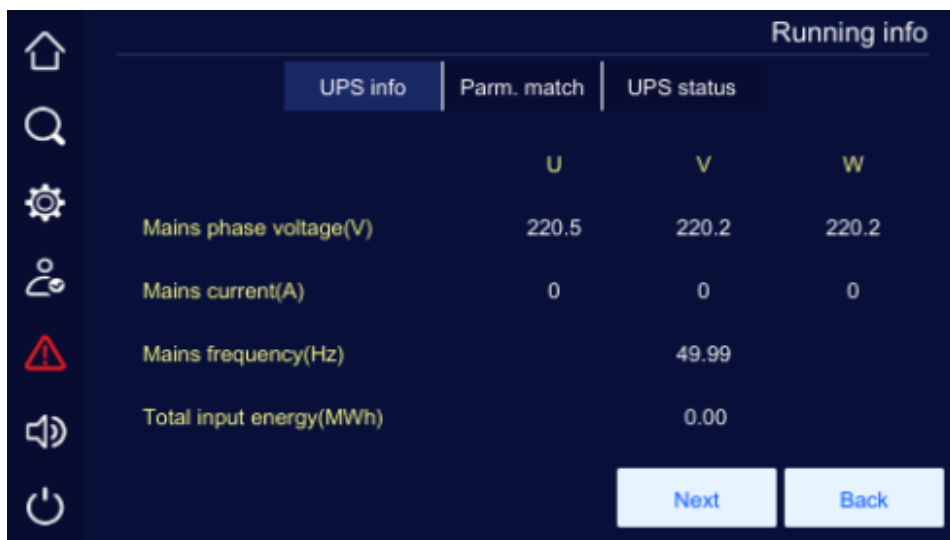 Running info
UPS info Parm. match UPS status
U V W
Mains phase voltage(V) 220.5 220.2 220.2
Mains current(A) 0 0 0
Mains frequency(Hz) 49.99
Total input energy(MWh) 0.00
Next Back